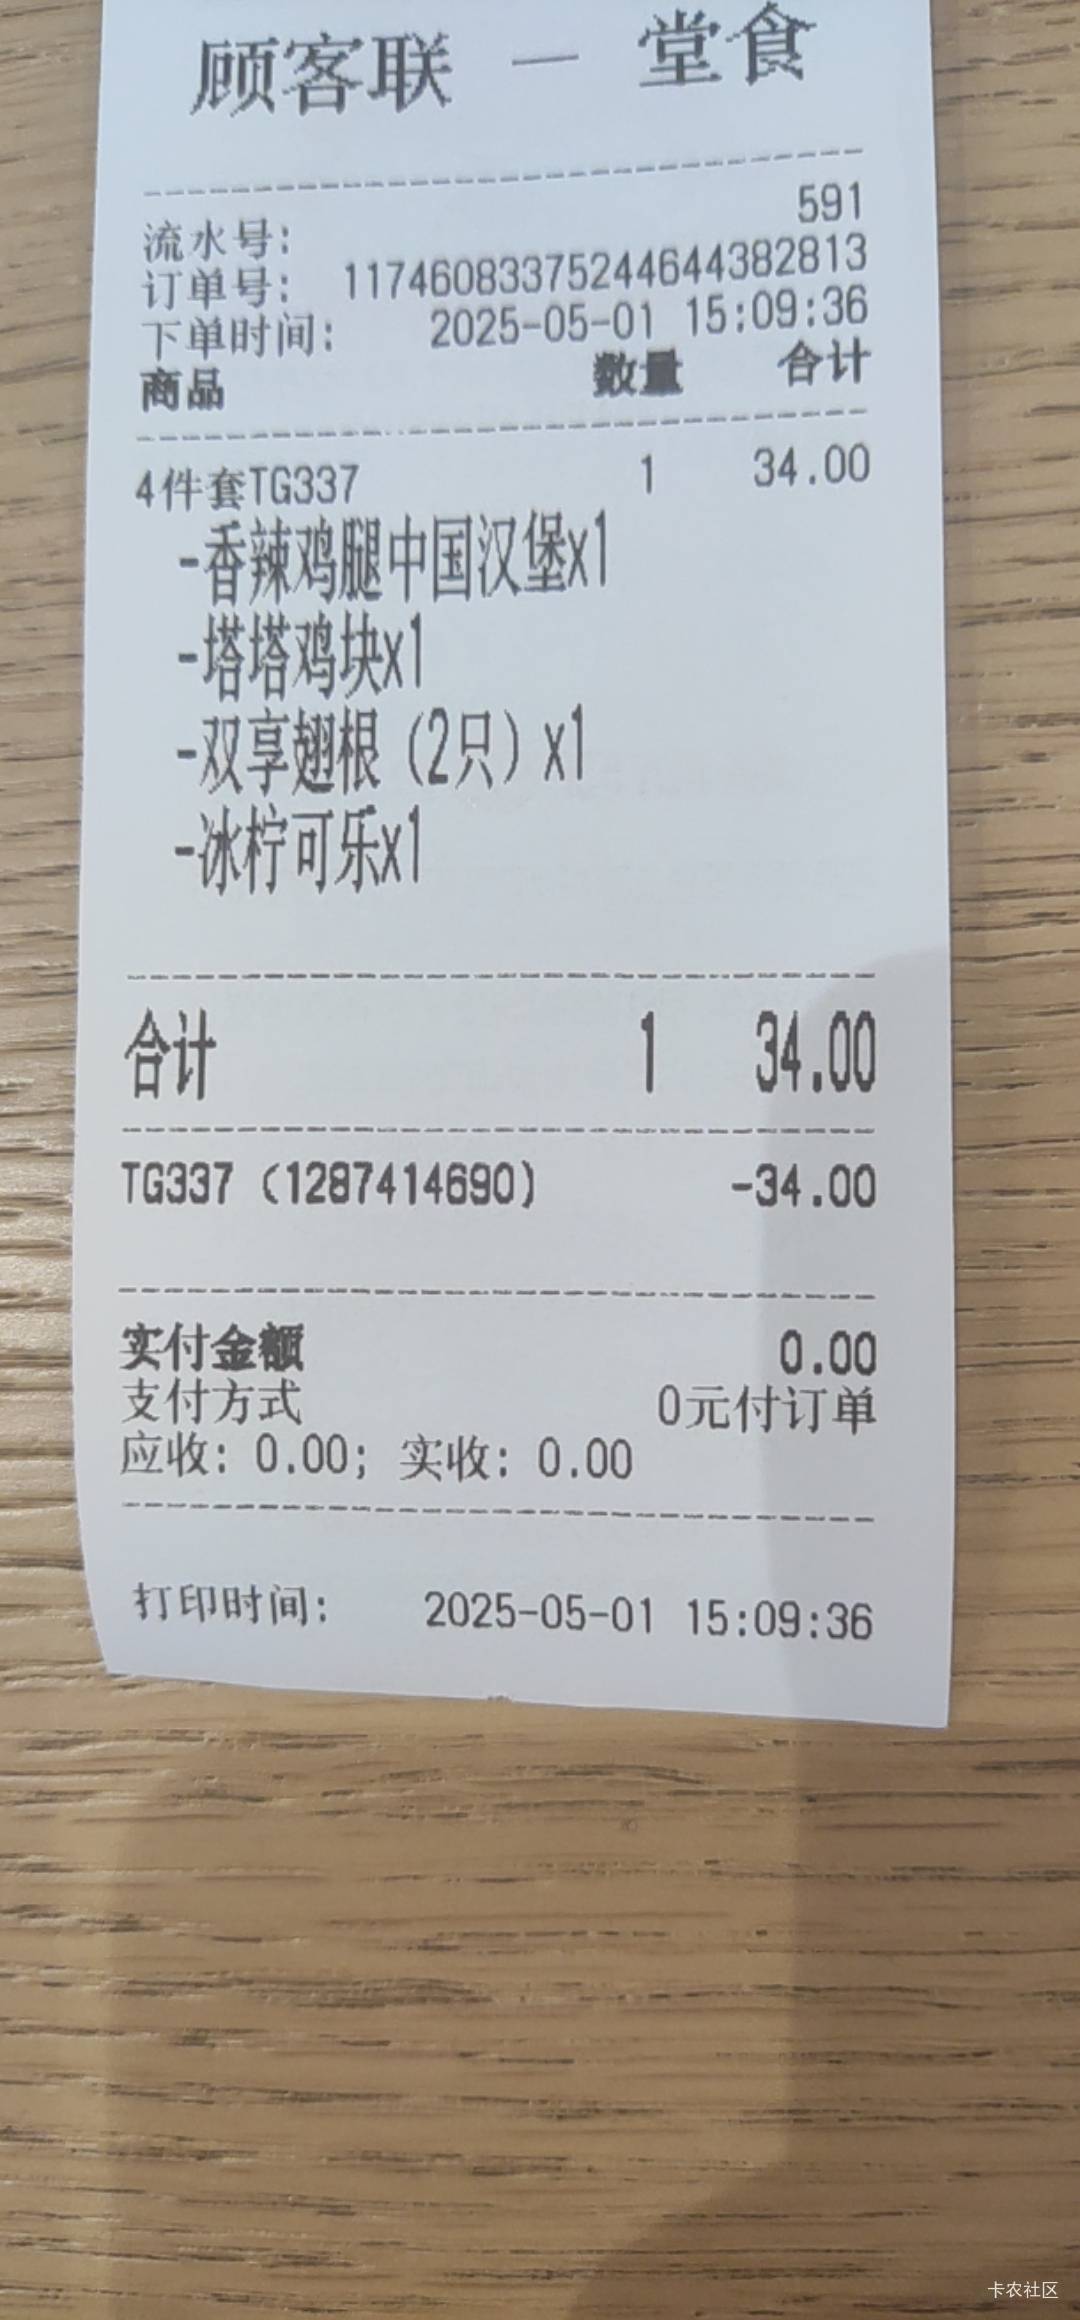 顾客联 — 堂食
流水号: 591
订单号: 11746083375244644382813
下单时间: 2025-05-01 15:09:36
商品 数量 合计
4件套TG337 1 34.00
-香辣鸡腿中国汉堡x1
-塔塔鸡块x1
-双享翅根(2只)x1
-冰柠可乐x1
合计 1 34.00
TG337(1287414690) -34.00
实付金额 0.00
支付方式 0元付订单
应收: 0.00; 实收: 0.00
打印时间: 2025-05-01 15:09:36
卡农社区